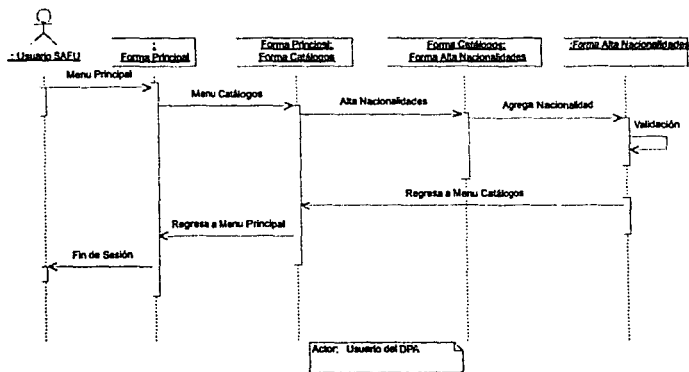 : Usuario SAEU
:
Forma Principal
Forma Principal:
Forma Catálogos
Forma Catálogos:
Forma Alta Nacionalidades
:Forma Alta Nacionalidades
Menu Principal
Menu Catálogos
Alta Nacionalidades
Agrega Nacionalidad
Validación
Regresa a Menu Catálogos
Regresa a Menu Principal
Fin de Sesión
Actor: Usuario del DPA